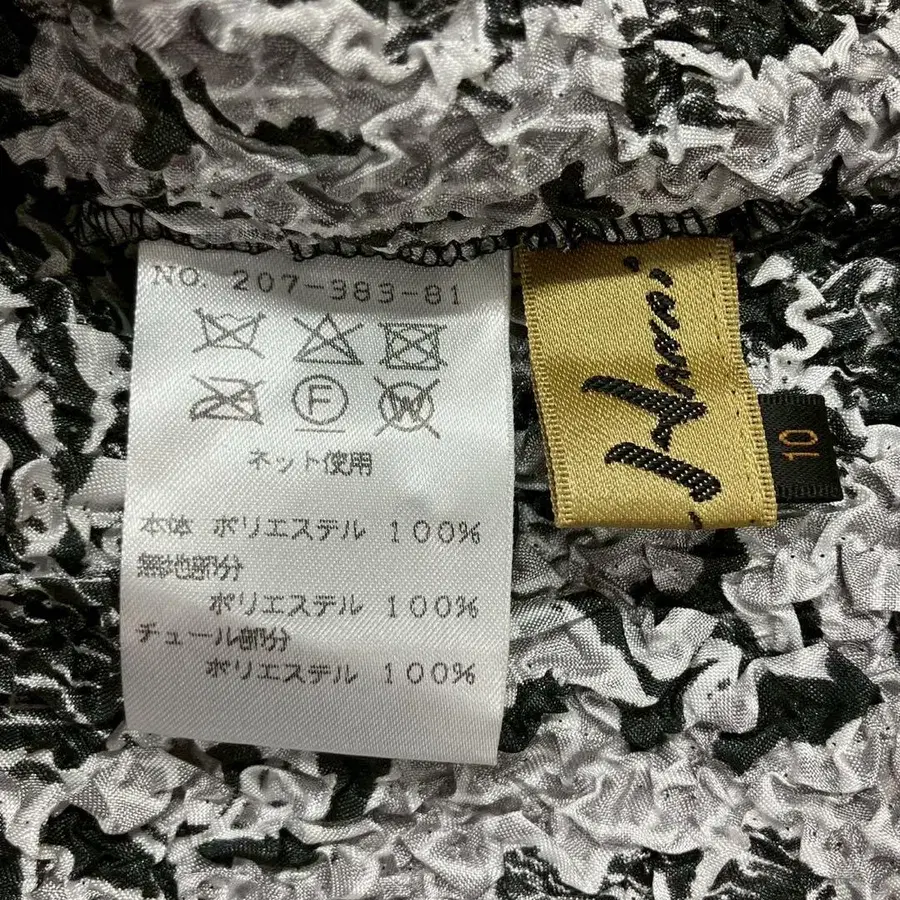 NO. 207-383-81
F
W
ネット使用
本体 ポリエステル 100%
無地部分
ポリエステル 100%
チュール部分
ポリエステル 100%
10